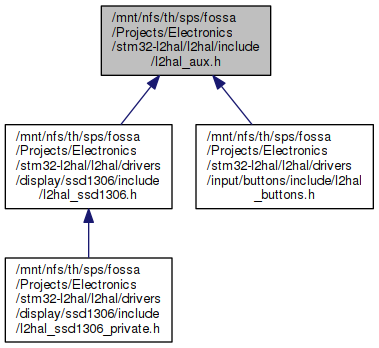 /mnt/nfs/th/sps/fossa
/Projects/Electronics
/stm32-l2hal/l2hal/include
/l2hal_aux.h
/mnt/nfs/th/sps/fossa
/Projects/Electronics
/stm32-l2hal/l2hal/drivers
/display/ssd1306/include
/l2hal_ssd1306.h
/mnt/nfs/th/sps/fossa
/Projects/Electronics
/stm32-l2hal/l2hal/drivers
/input/buttons/include/l2hal
_buttons.h
/mnt/nfs/th/sps/fossa
/Projects/Electronics
/stm32-l2hal/l2hal/drivers
/display/ssd1306/include
/l2hal_ssd1306_private.h